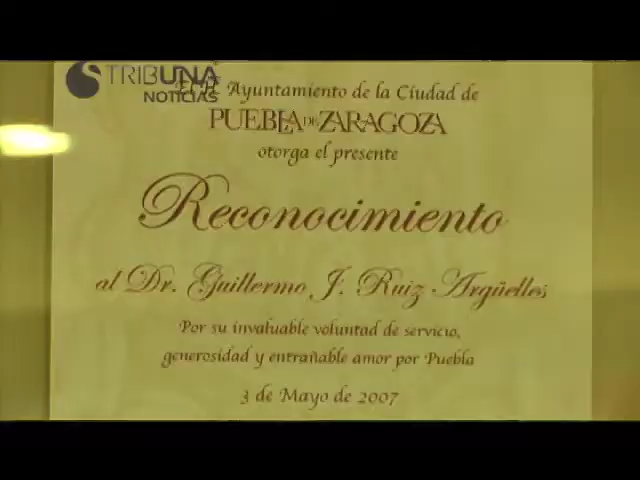 TRIBUNA
NOTICIAS
El H. Ayuntamiento de la Ciudad de
PUEBLA DE ZARAGOZA
otorga el presente
Reconocimiento
al Dr. Guillermo J. Ruiz Argüelles
Por su invaluable voluntad de servicio,
generosidad y entrañable amor por Puebla
3 de Mayo de 2007